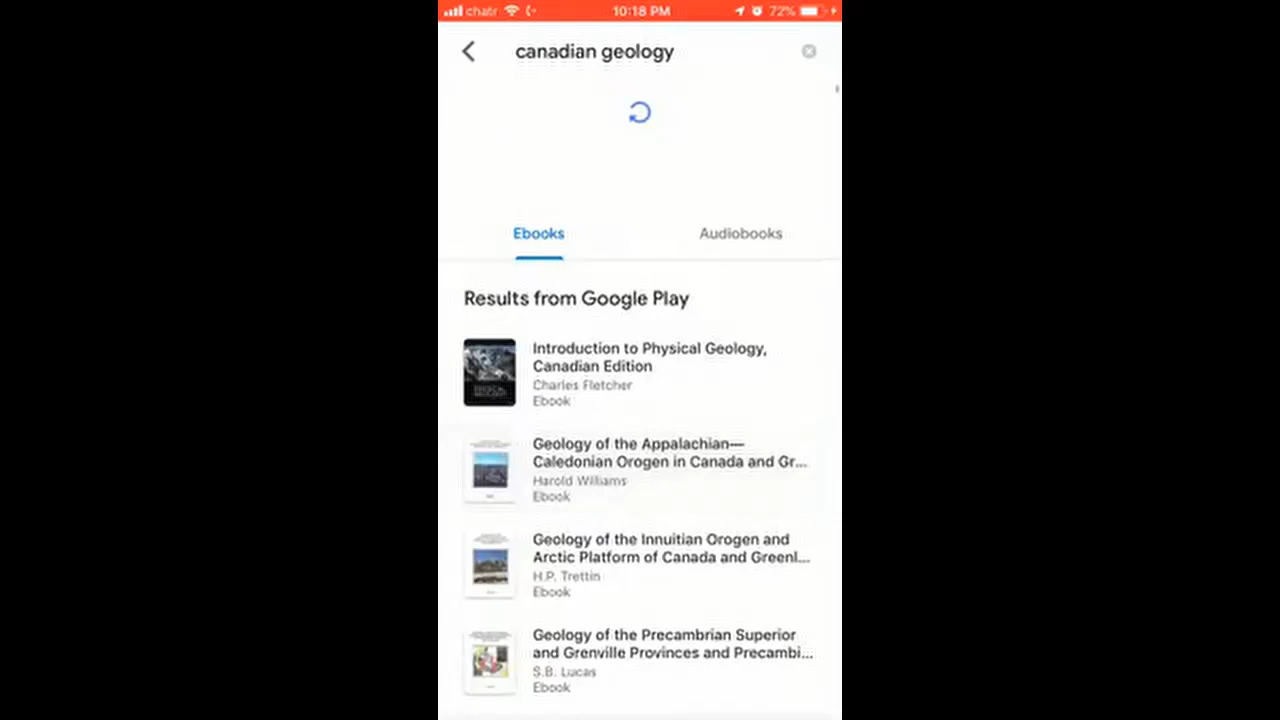 chatr 10:18 PM 72%
canadian geology
Ebooks Audiobooks
Results from Google Play
Introduction to Physical Geology,
Canadian Edition
Charles Fletcher
Ebook
Geology of the Appalachian—
Caledonian Orogen in Canada and Gr...
Harold Williams
Ebook
Geology of the Innuitian Orogen and
Arctic Platform of Canada and Greenl...
H.P. Trettin
Ebook
Geology of the Precambrian Superior
and Grenville Provinces and Precambi...
S.B. Lucas
Ebook